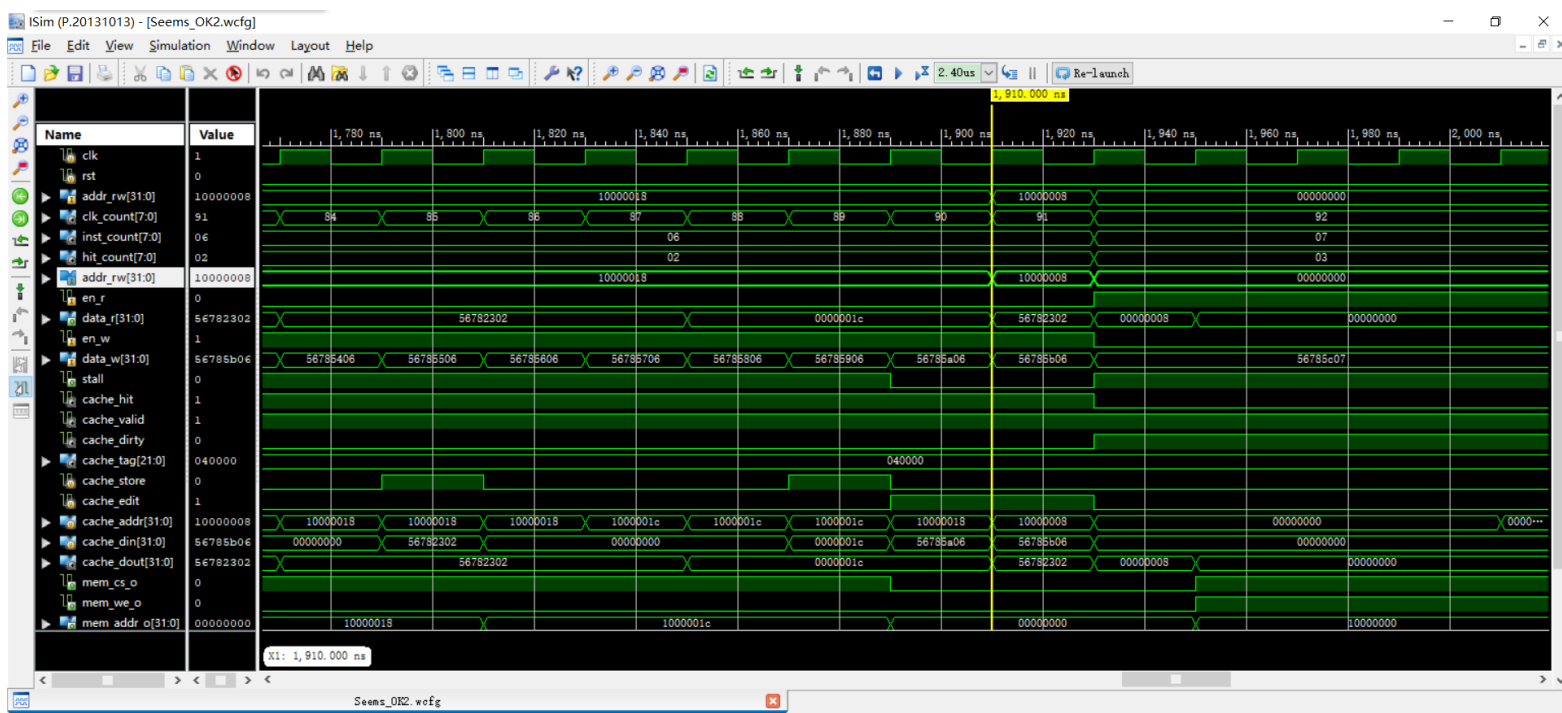 ISim (P.20131013) - [Seems_OK2.wcfg]
File Edit View Simulation Window Layout Help
2.40us Re-launch
1,910.000 ns
Name Value 1,780 ns 1,800 ns 1,820 ns 1,840 ns 1,860 ns 1,880 ns 1,900 ns 1,920 ns 1,940 ns 1,960 ns 1,980 ns 2,000 ns
clk 1
rst 0
addr_rw[31:0] 10000008 10000018 10000008 00000000
clk_count[7:0] 91 84 85 86 87 88 89 90 91 92
inst_count[7:0] 06 06 07
hit_count[7:0] 02 02 03
addr_rw[31:0] 10000008 10000018 10000008 00000000
en_r 0
data_r[31:0] 56782302 56782302 0000001c 56782302 00000008 00000000
en_w 1
data_w[31:0] 56785b06 56785406 56785506 56785606 56785706 56785806 56785906 56785a06 56785b06 56785c07
stall 0
cache_hit 1
cache_valid 1
cache_dirty 0
cache_tag[21:0] 040000 040000
cache_store 0
cache_edit 1
cache_addr[31:0] 10000008 10000018 10000018 10000018 1000001c 1000001c 1000001c 10000018 10000008 00000000 0000···
cache_din[31:0] 56785b06 00000000 56782302 00000000 0000001c 56785a06 56785b06 00000000
cache_dout[31:0] 56782302 56782302 0000001c 56782302 00000008 00000000
mem_cs_o 0
mem_we_o 0
mem_addr_o[31:0] 00000000 10000018 1000001c 00000000 10000000
X1: 1,910.000 ns
Seems_OK2.wcfg